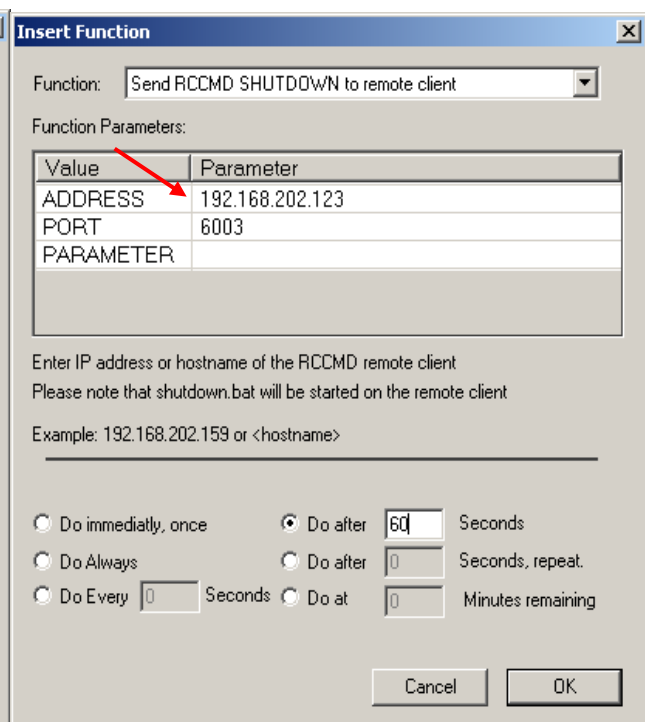 Insert Function
Function: Send RCCMD SHUTDOWN to remote client
Function Parameters:
Value Parameter
ADDRESS 192.168.202.123
PORT 6003
PARAMETER
Enter IP address or hostname of the RCCMD remote client
Please note that shutdown.bat will be started on the remote client
Example: 192.168.202.159 or <hostname>
Do immediatly, once Do after 60 Seconds
Do Always Do after 0 Seconds, repeat.
Do Every 0 Seconds Do at 0 Minutes remaining
Cancel OK